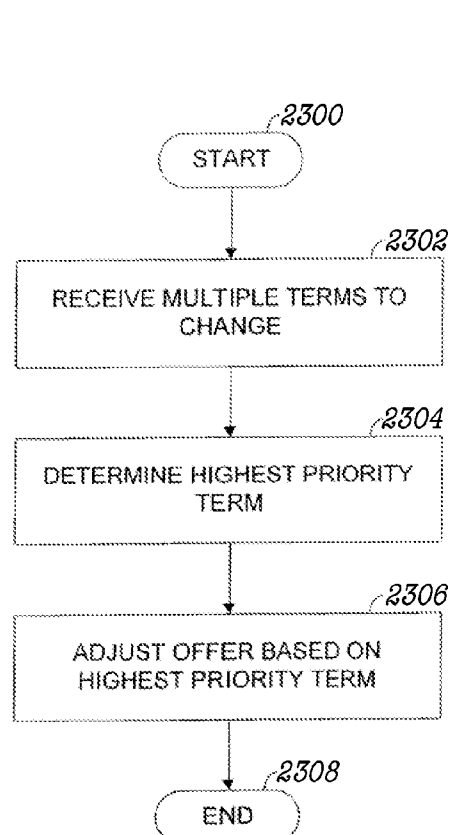 2300
START
2302
RECEIVE MULTIPLE TERMS TO
CHANGE
2304
DETERMINE HIGHEST PRIORITY
TERM
2306
ADJUST OFFER BASED ON
HIGHEST PRIORITY TERM
2308
END